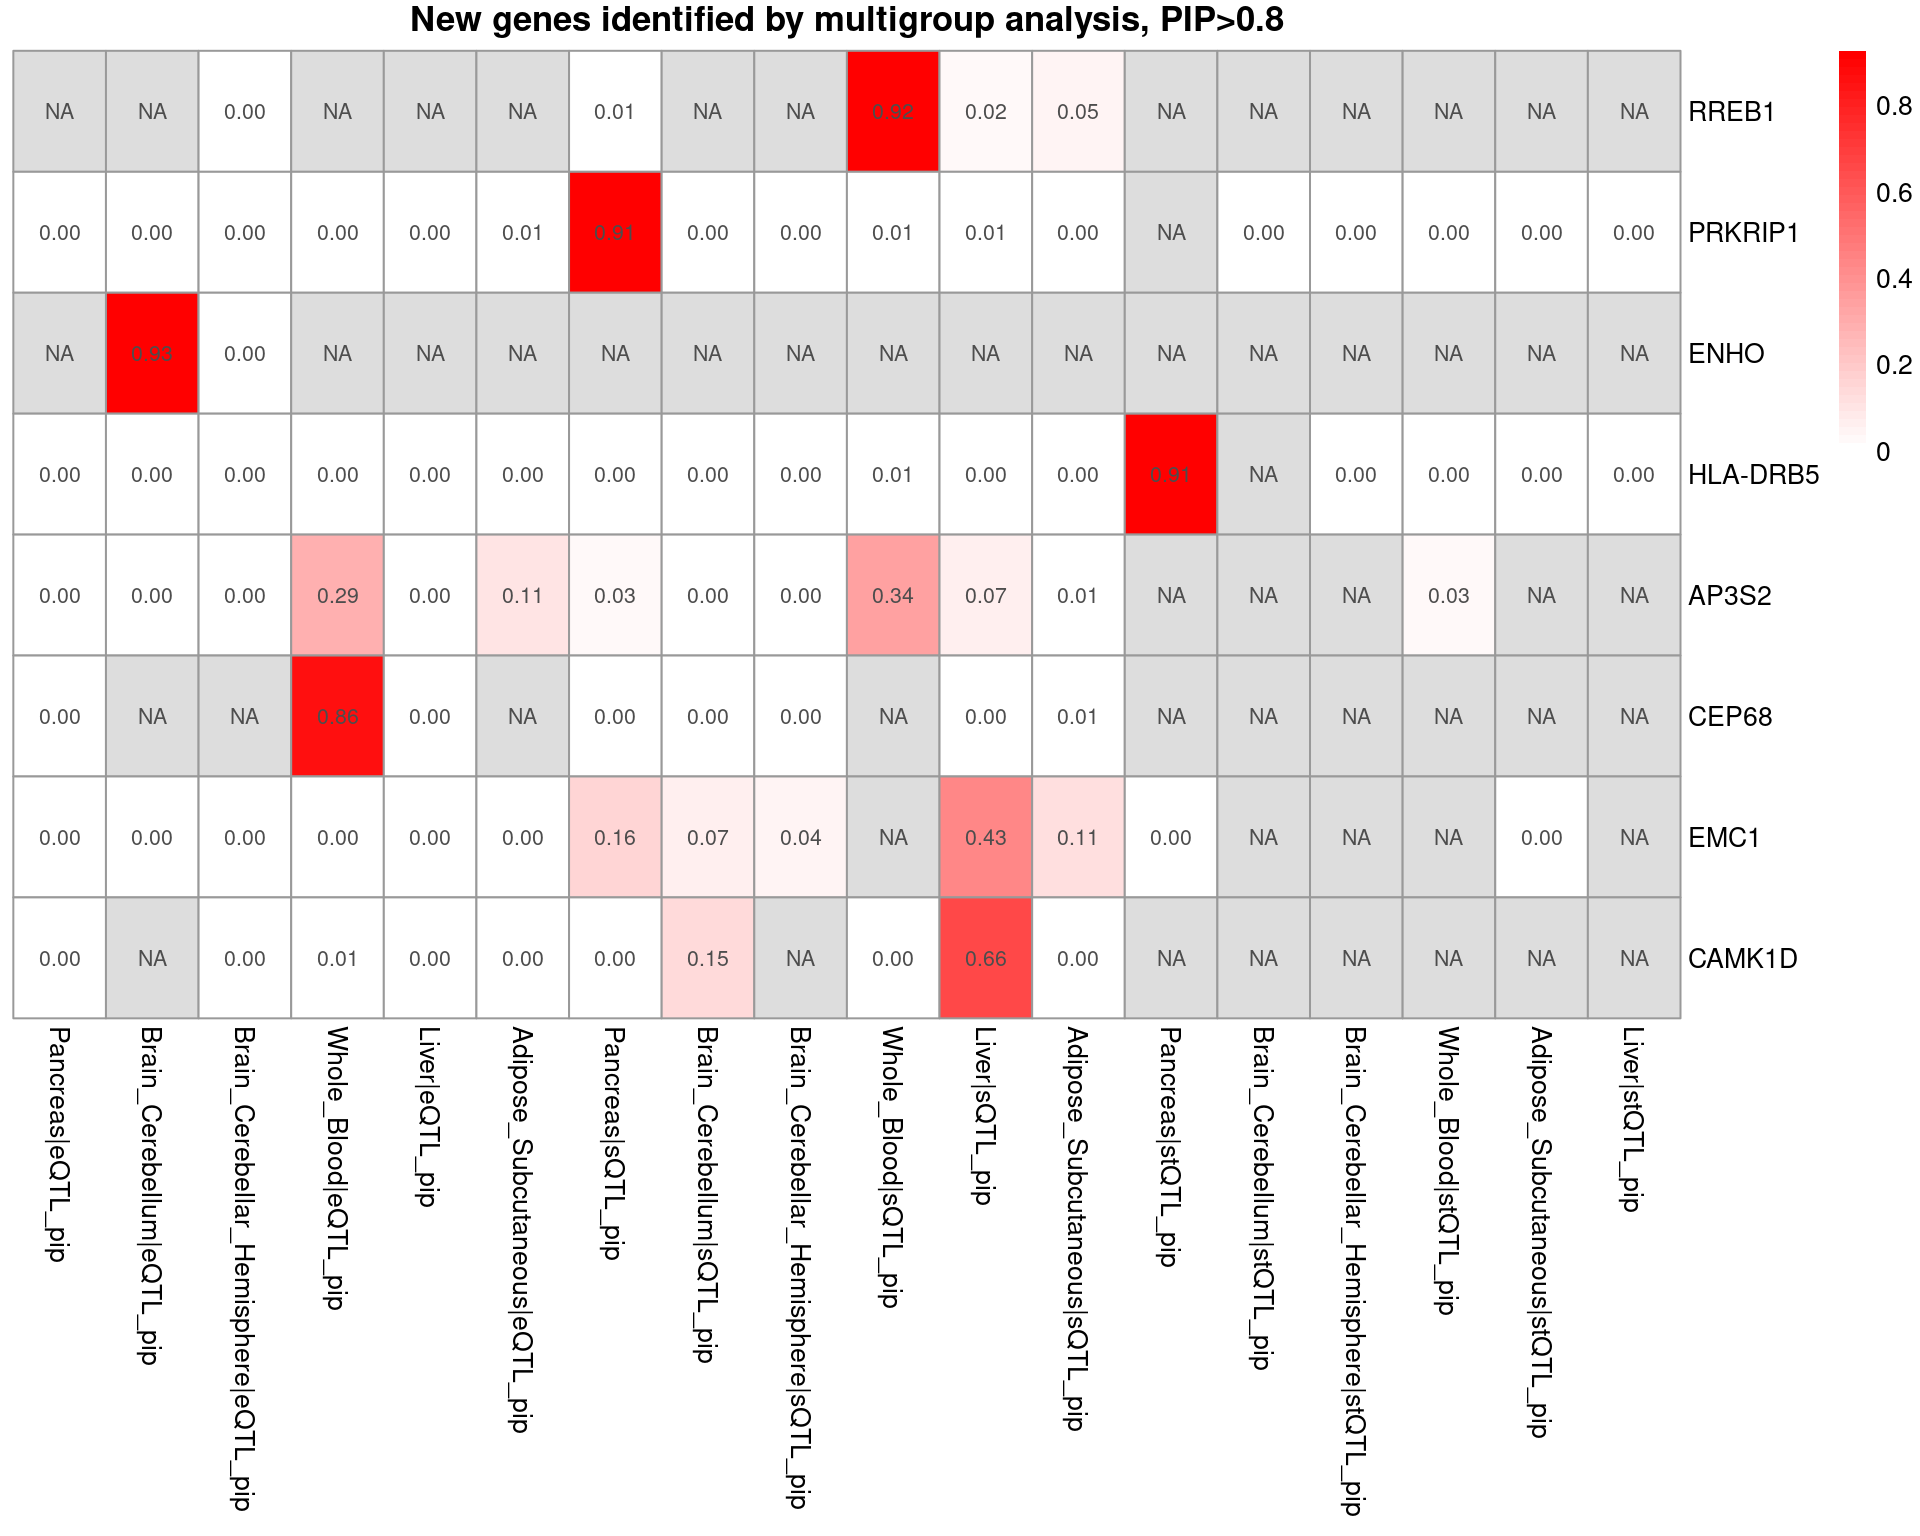 New genes identified by multigroup analysis, PIP>0.8
NA NA 0.00 NA NA NA 0.01 NA NA 0.92 0.02 0.05 NA NA NA NA NA NA RREB1
0.00 0.00 0.00 0.00 0.00 0.01 0.91 0.00 0.00 0.01 0.01 0.00 NA 0.00 0.00 0.00 0.00 0.00 PRKRIP1
NA 0.93 0.00 NA NA NA NA NA NA NA NA NA NA NA NA NA NA NA ENHO
0.00 0.00 0.00 0.00 0.00 0.00 0.00 0.00 0.00 0.01 0.00 0.00 0.91 NA 0.00 0.00 0.00 0.00 HLA-DRB5
0.00 0.00 0.00 0.29 0.00 0.11 0.03 0.00 0.00 0.34 0.07 0.01 NA NA NA 0.03 NA NA AP3S2
0.00 NA NA 0.86 0.00 NA 0.00 0.00 0.00 NA 0.00 0.01 NA NA NA NA NA NA CEP68
0.00 0.00 0.00 0.00 0.00 0.00 0.16 0.07 0.04 NA 0.43 0.11 0.00 NA NA NA 0.00 NA EMC1
0.00 NA 0.00 0.01 0.00 0.00 0.00 0.15 NA 0.00 0.66 0.00 NA NA NA NA NA NA CAMK1D
Pancreas|eQTL_pip
Brain_Cerebellum|eQTL_pip
Brain_Cerebellar_Hemisphere|eQTL_pip
Whole_Blood|eQTL_pip
Liver|eQTL_pip
Adipose_Subcutaneous|eQTL_pip
Pancreas|sQTL_pip
Brain_Cerebellum|sQTL_pip
Brain_Cerebellar_Hemisphere|sQTL_pip
Whole_Blood|sQTL_pip
Liver|sQTL_pip
Adipose_Subcutaneous|sQTL_pip
Pancreas|stQTL_pip
Brain_Cerebellum|stQTL_pip
Brain_Cerebellar_Hemisphere|stQTL_pip
Whole_Blood|stQTL_pip
Adipose_Subcutaneous|stQTL_pip
Liver|stQTL_pip
0.8
0.6
0.4
0.2
0